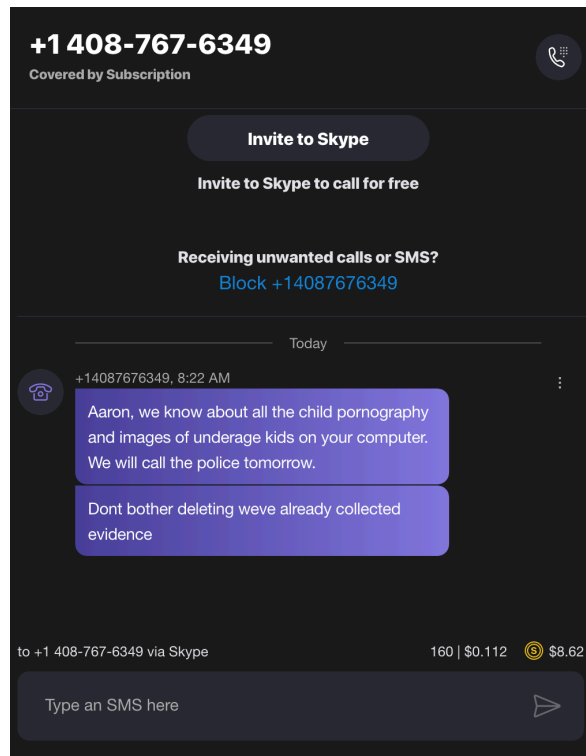 +1 408-767-6349
Covered by Subscription
Invite to Skype
Invite to Skype to call for free
Receiving unwanted calls or SMS?
Block +14087676349
Today
+14087676349, 8:22 AM
Aaron, we know about all the child pornography
and images of underage kids on your computer.
We will call the police tomorrow.
Dont bother deleting weve already collected
evidence
to +1 408-767-6349 via Skype 160 | $0.112 S $8.62
Type an SMS here